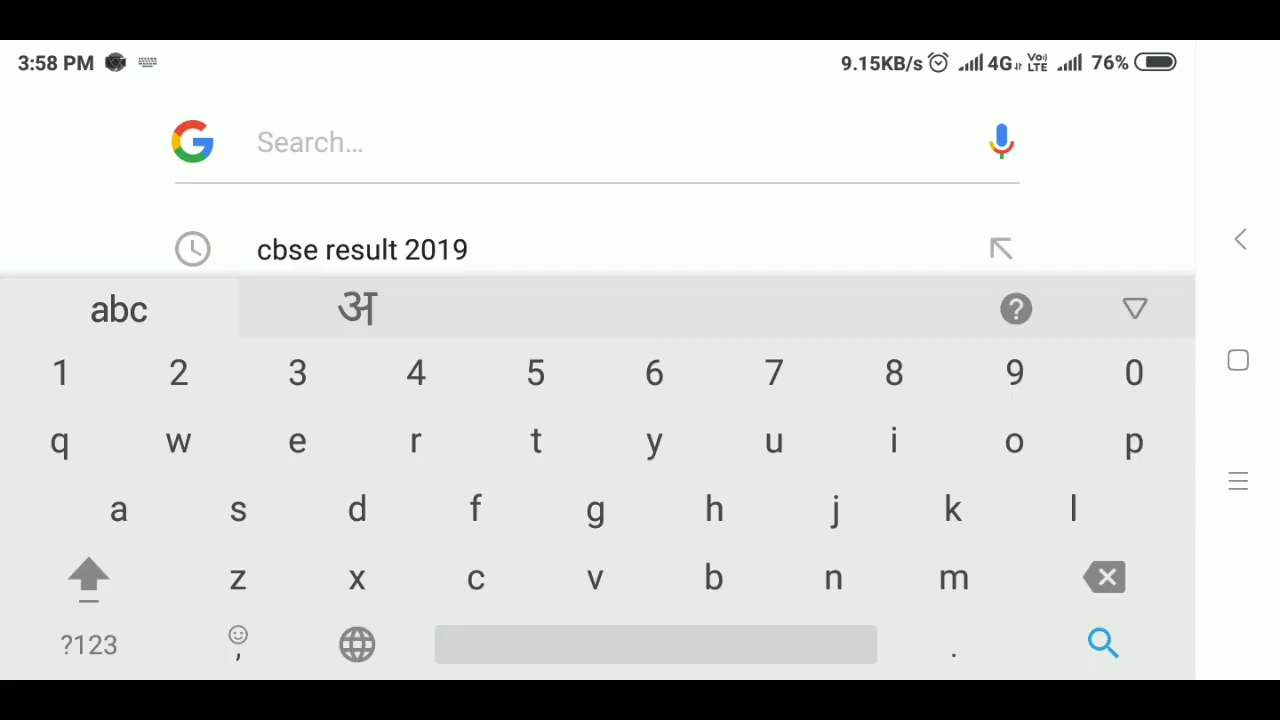 3:58 PM 9.15KB/s 4G VoLTE 76%
Search...
cbse result 2019
abc अ ?
1 2 3 4 5 6 7 8 9 0
q w e r t y u i o p
a s d f g h j k l
z x c v b n m
?123 , .